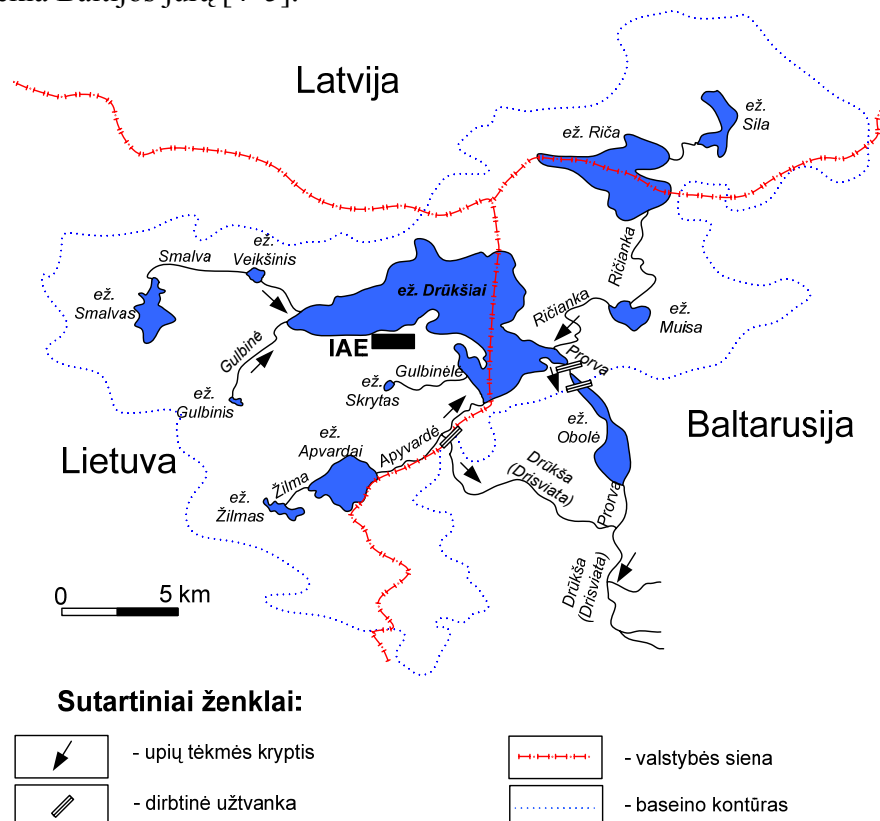 Latvija
ež.
Sila
ež. Riča
Smalva
ež.
Veikšinis
Ričianka
ež.
Smalvas
ež. Drūkšiai
Ričianka
ež.
Muisa
Gulbinė
IAE
Prorva
Gulbinėlė
ež.
Skrytas
ež.
Gulbinis
Baltarusija
ež.
Obolė
ež.
Apvardai
Apyvardė
Lietuva
Drūkša
(Drisviata)
Žilma
ež.
Žilmas
Prorva
Drūkša
(Drisviata)
0 5 km
Sutartiniai ženklai:
- upių tėkmės kryptis
- valstybės siena
- dirbtinė užtvanka
- baseino kontūras